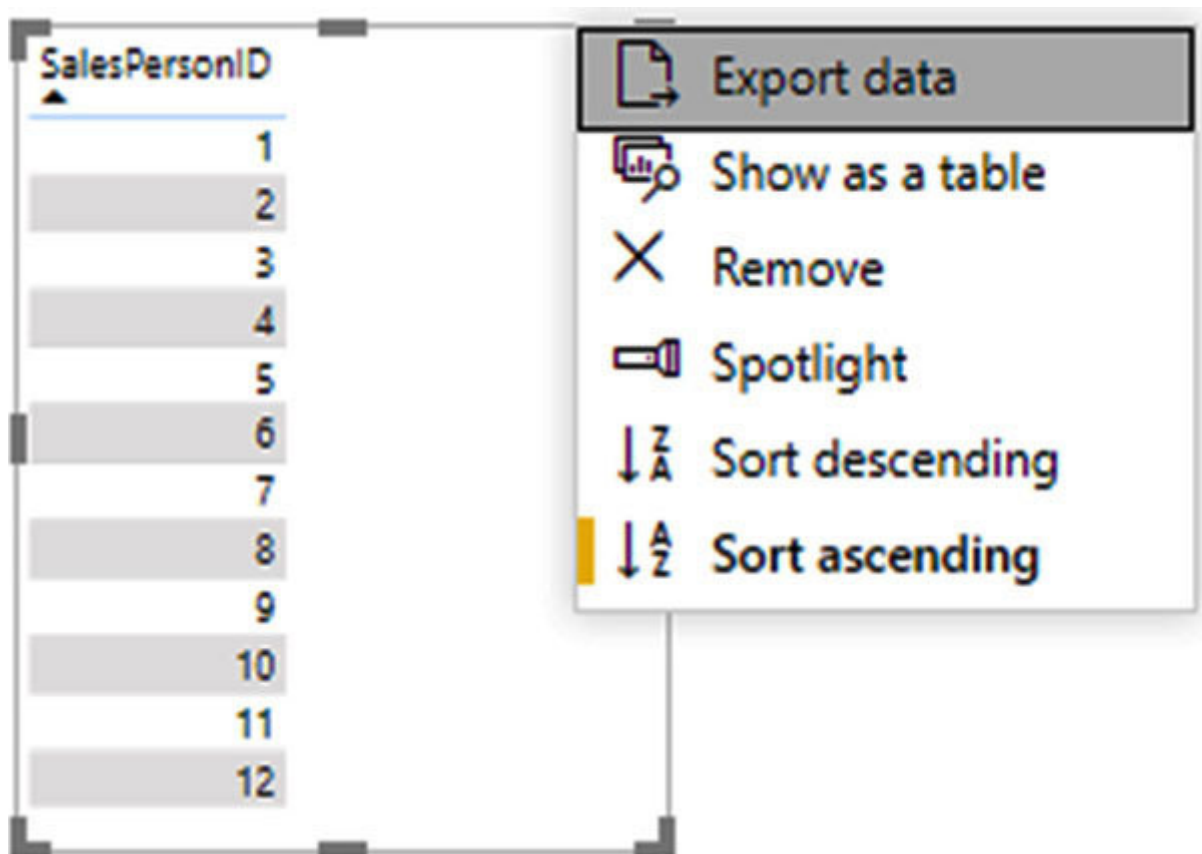 SalesPersonID
1
2
3
4
5
6
7
8
9
10
11
12
Export data
Show as a table
Remove
Spotlight
Sort descending
Sort ascending